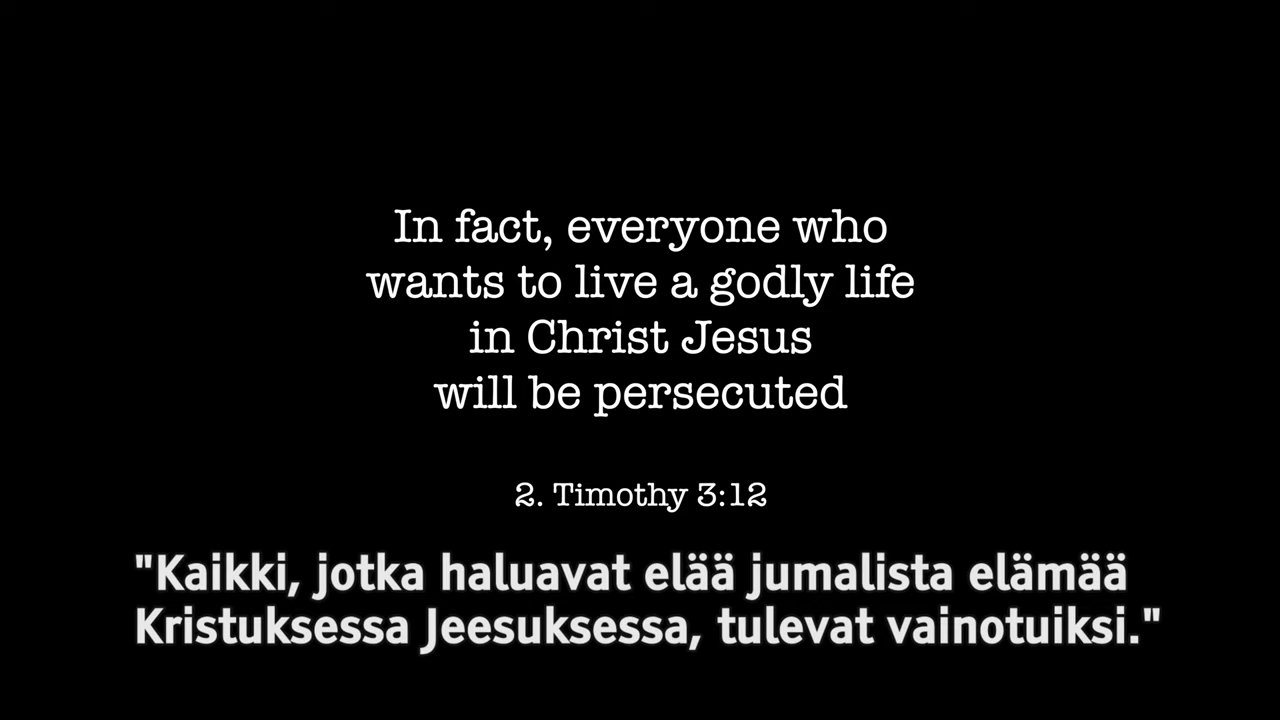 In fact, everyone who
wants to live a godly life
in Christ Jesus
will be persecuted
2. Timothy 3:12
"Kaikki, jotka haluavat elää jumalista elämää
Kristuksessa Jeesuksessa, tulevat vainotuiksi."